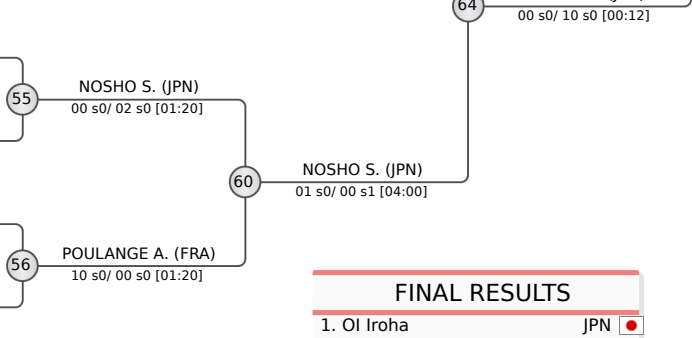 64
00 s0/ 10 s0 [00:12]
55
NOSHO S. (JPN)
00 s0/ 02 s0 [01:20]
60
NOSHO S. (JPN)
01 s0/ 00 s1 [04:00]
56
POULANGE A. (FRA)
10 s0/ 00 s0 [01:20]
FINAL RESULTS
1. OI Iroha JPN